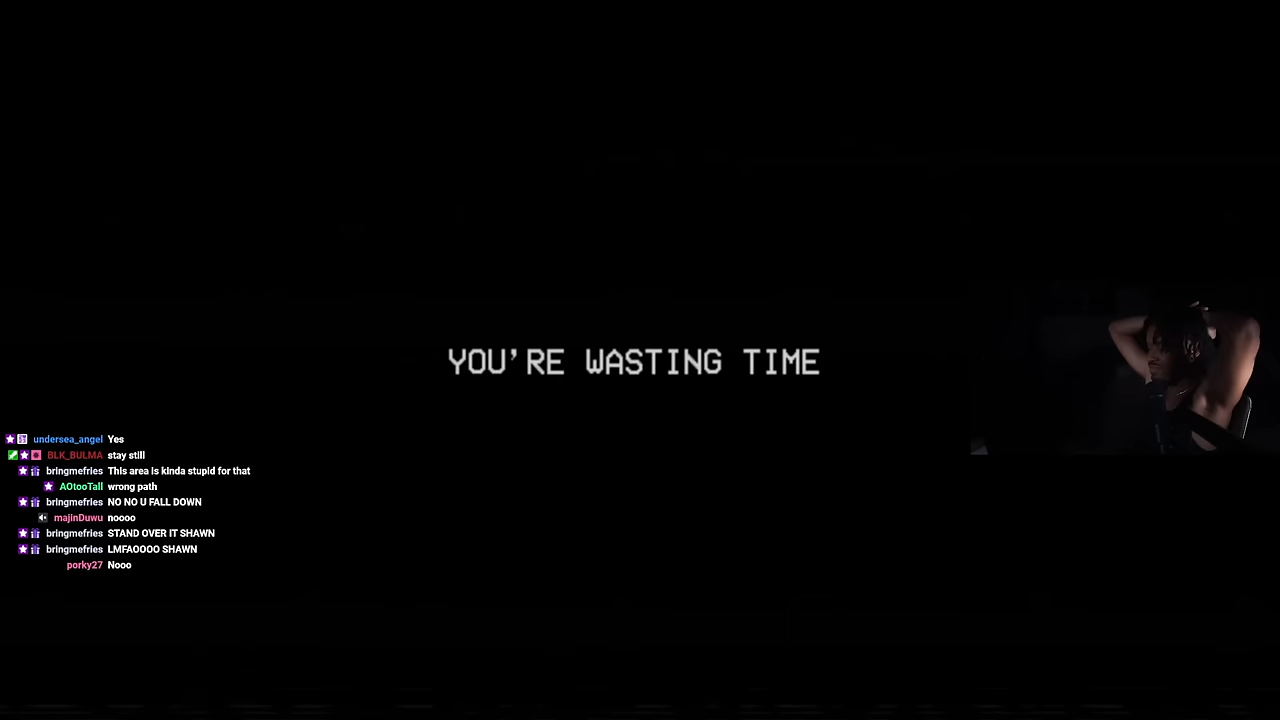 YOU'RE WASTING TIME
undersea_angel Yes
BLK_BULMA stay still
bringmefries This area is kinda stupid for that
AOtooTall wrong path
bringmefries NO NO U FALL DOWN
majinDuwu noooo
bringmefries STAND OVER IT SHAWN
bringmefries LMFAOOOO SHAWN
porky27 Nooo